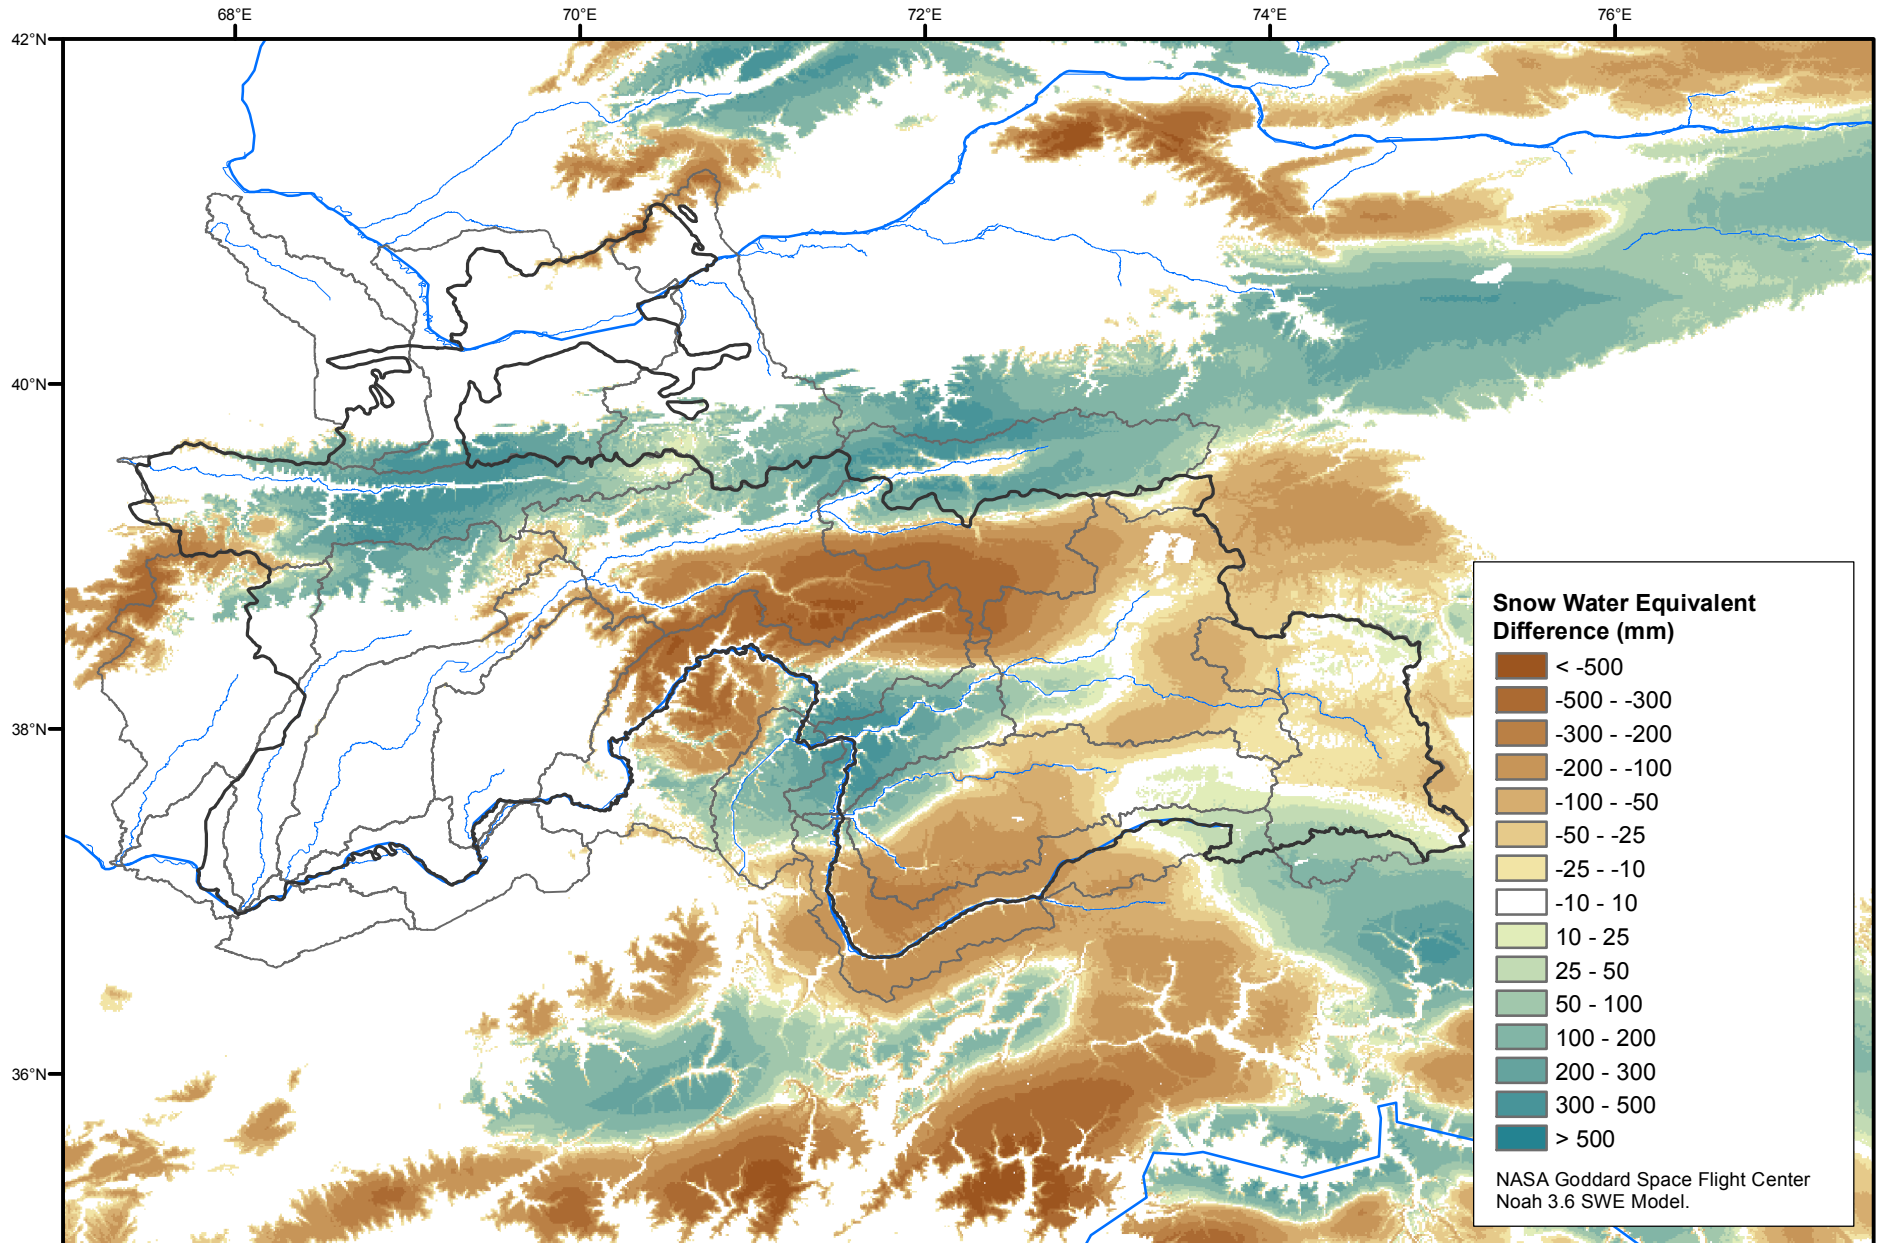 68°E 70°E 72°E 74°E 76°E
42°N
40°N
38°N
36°N
Snow Water Equivalent
Difference (mm)
< -500
-500 - -300
-300 - -200
-200 - -100
-100 - -50
-50 - -25
-25 - -10
-10 - 10
10 - 25
25 - 50
50 - 100
100 - 200
200 - 300
300 - 500
> 500
NASA Goddard Space Flight Center
Noah 3.6 SWE Model.